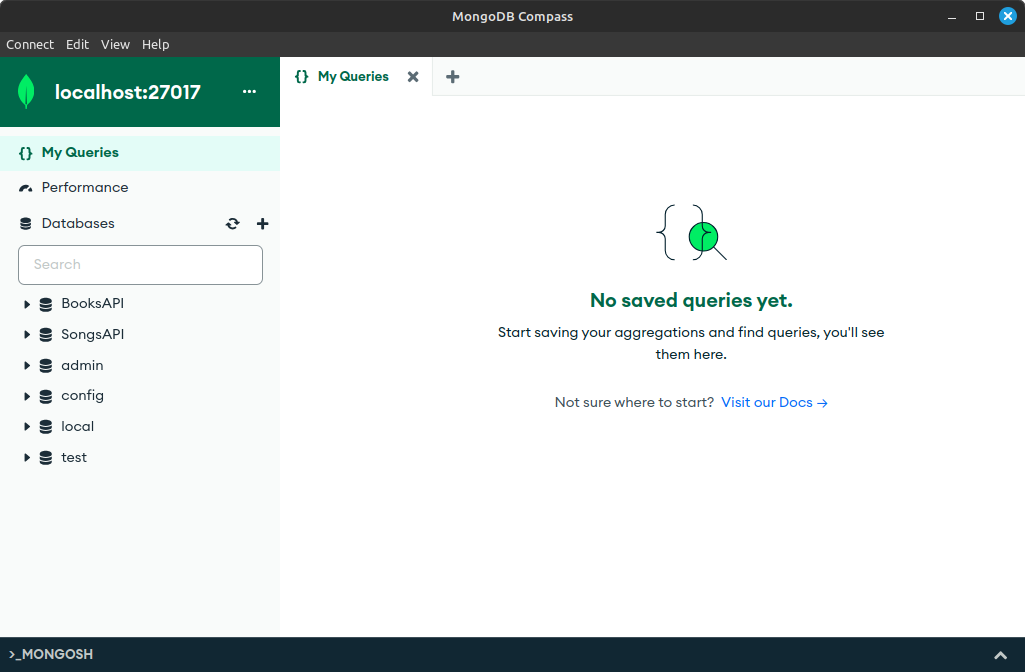 MongoDB Compass
Connect Edit View Help
localhost:27017 ...
{} My Queries
{} My Queries
Performance
Databases
Search
BooksAPI
SongsAPI
admin
config
local
test
No saved queries yet.
Start saving your aggregations and find queries, you'll see
them here.
Not sure where to start? Visit our Docs →
>_MONGOSH